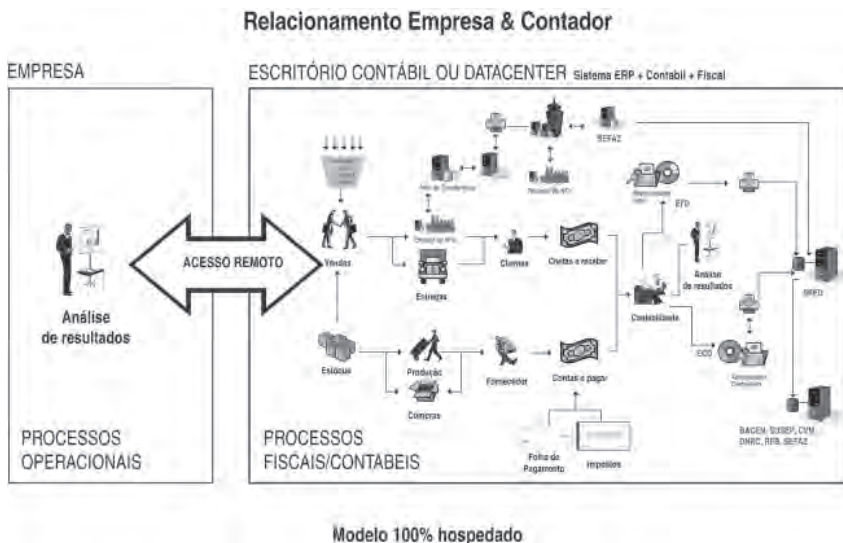 Relacionamento Empresa & Contador
EMPRESA
ESCRITÓRIO CONTÁBIL OU DATACENTER Sistema ERP + Contabil + Fiscal
SEFAZ
EFD
ACESSO REMOTO
Vendas
Entregas
Clientes
Contas a receber
Análise
de resultados
Contabilidade
Análise
de resultados
ECD
Estoque
Produção
Compras
Fornecedor
Contas a pagar
Folha de
Pagamento
Impostos
BACEN, SUSEP, CVM,
DNRC, RFB, SEFAZ
PROCESSOS
OPERACIONAIS
PROCESSOS
FISCAIS/CONTABEIS
Modelo 100% hospedado